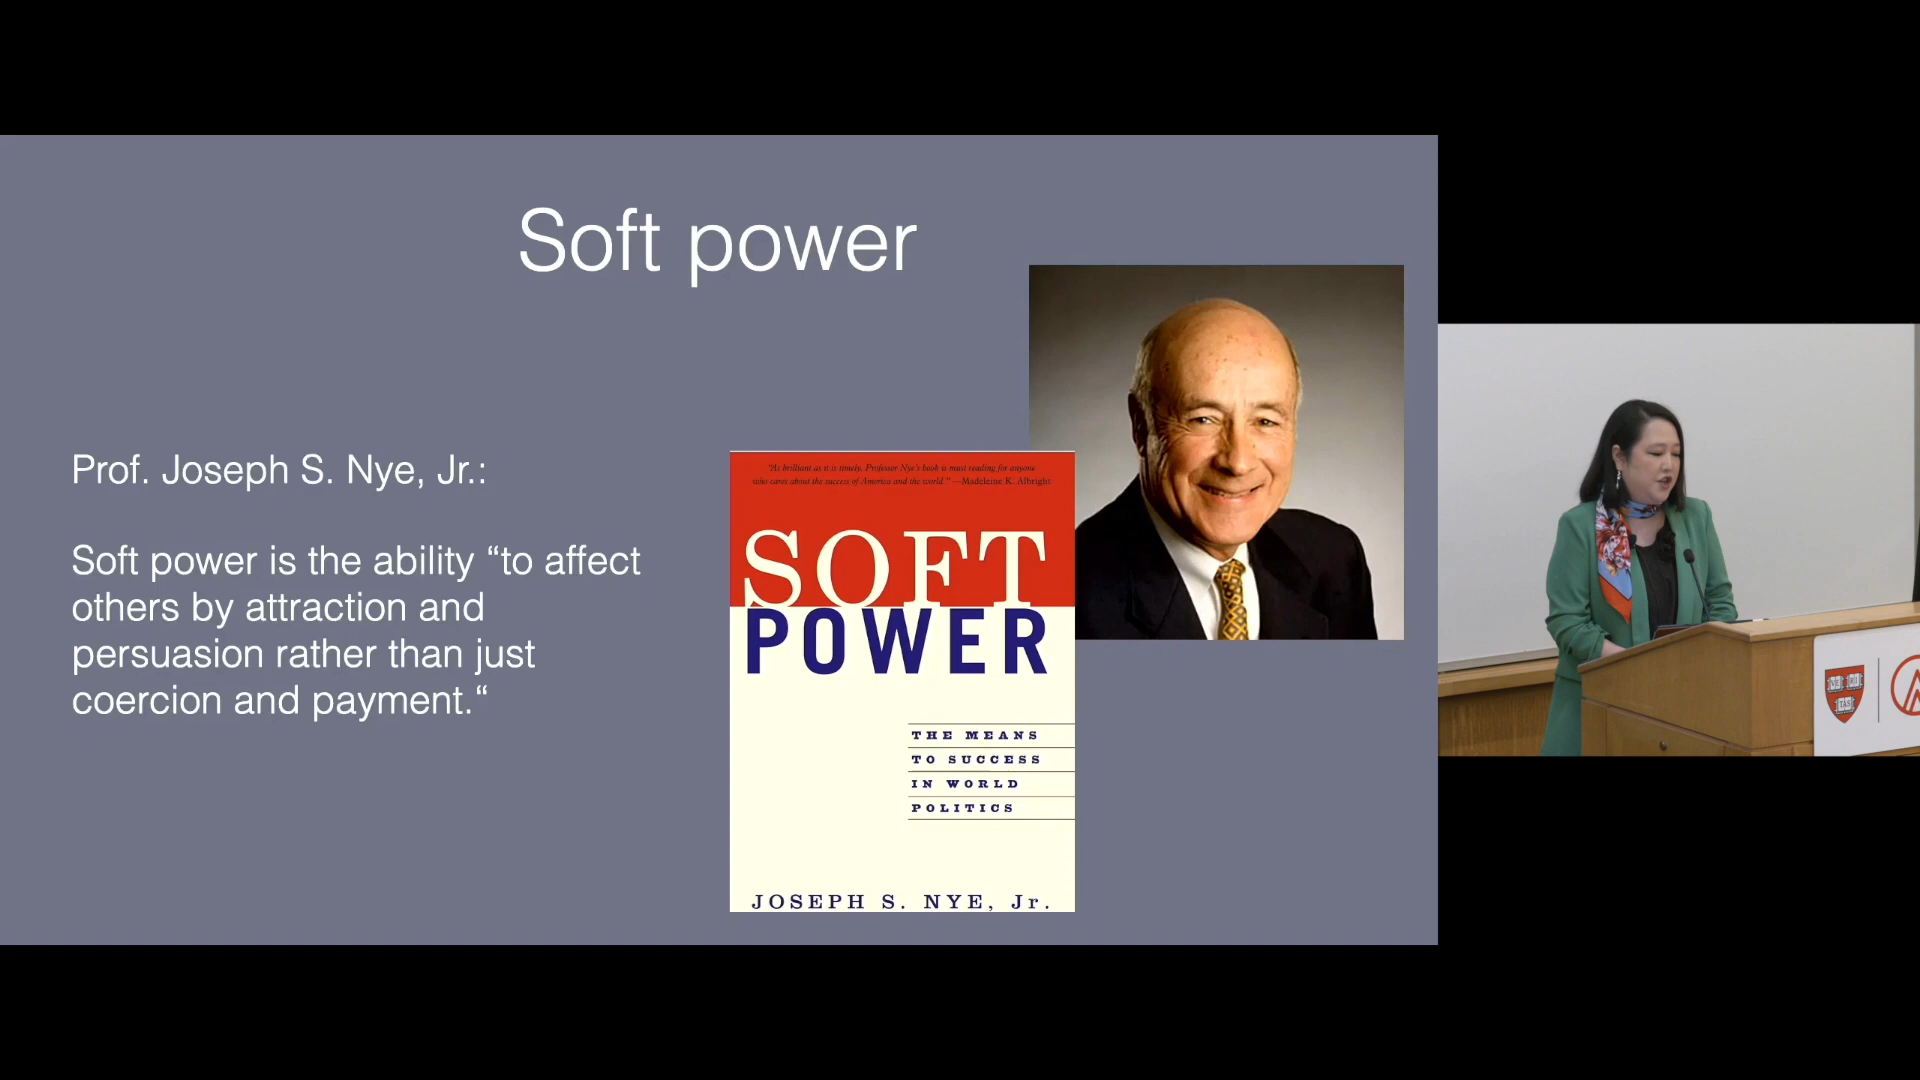 Soft power
Prof. Joseph S. Nye, Jr.:
Soft power is the ability “to affect
others by attraction and
persuasion rather than just
coercion and payment.“
"As brilliant as it is timely. Professor Nye's book is must reading for anyone
who cares about the success of America and the world." —Madeleine K. Albright
SOFT
POWER
THE MEANS
TO SUCCESS
IN WORLD
POLITICS
JOSEPH S. NYE, Jr.
VE RI
TAS